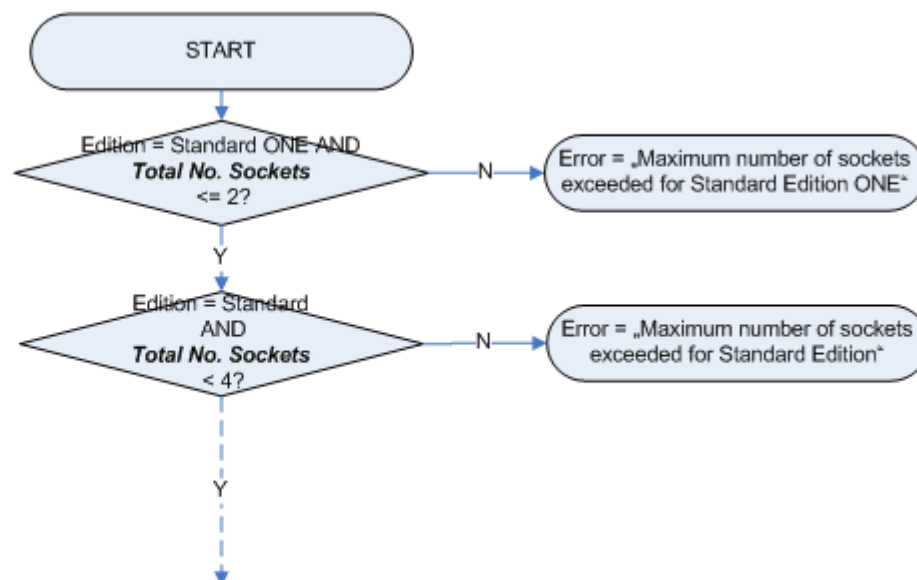 START
Edition = Standard ONE AND
Total No. Sockets
<= 2?
N
Error = „Maximum number of sockets
exceeded for Standard Edition ONE“
Y
Edition = Standard
AND
Total No. Sockets
< 4?
N
Error = „Maximum number of sockets
exceeded for Standard Edition“
Y